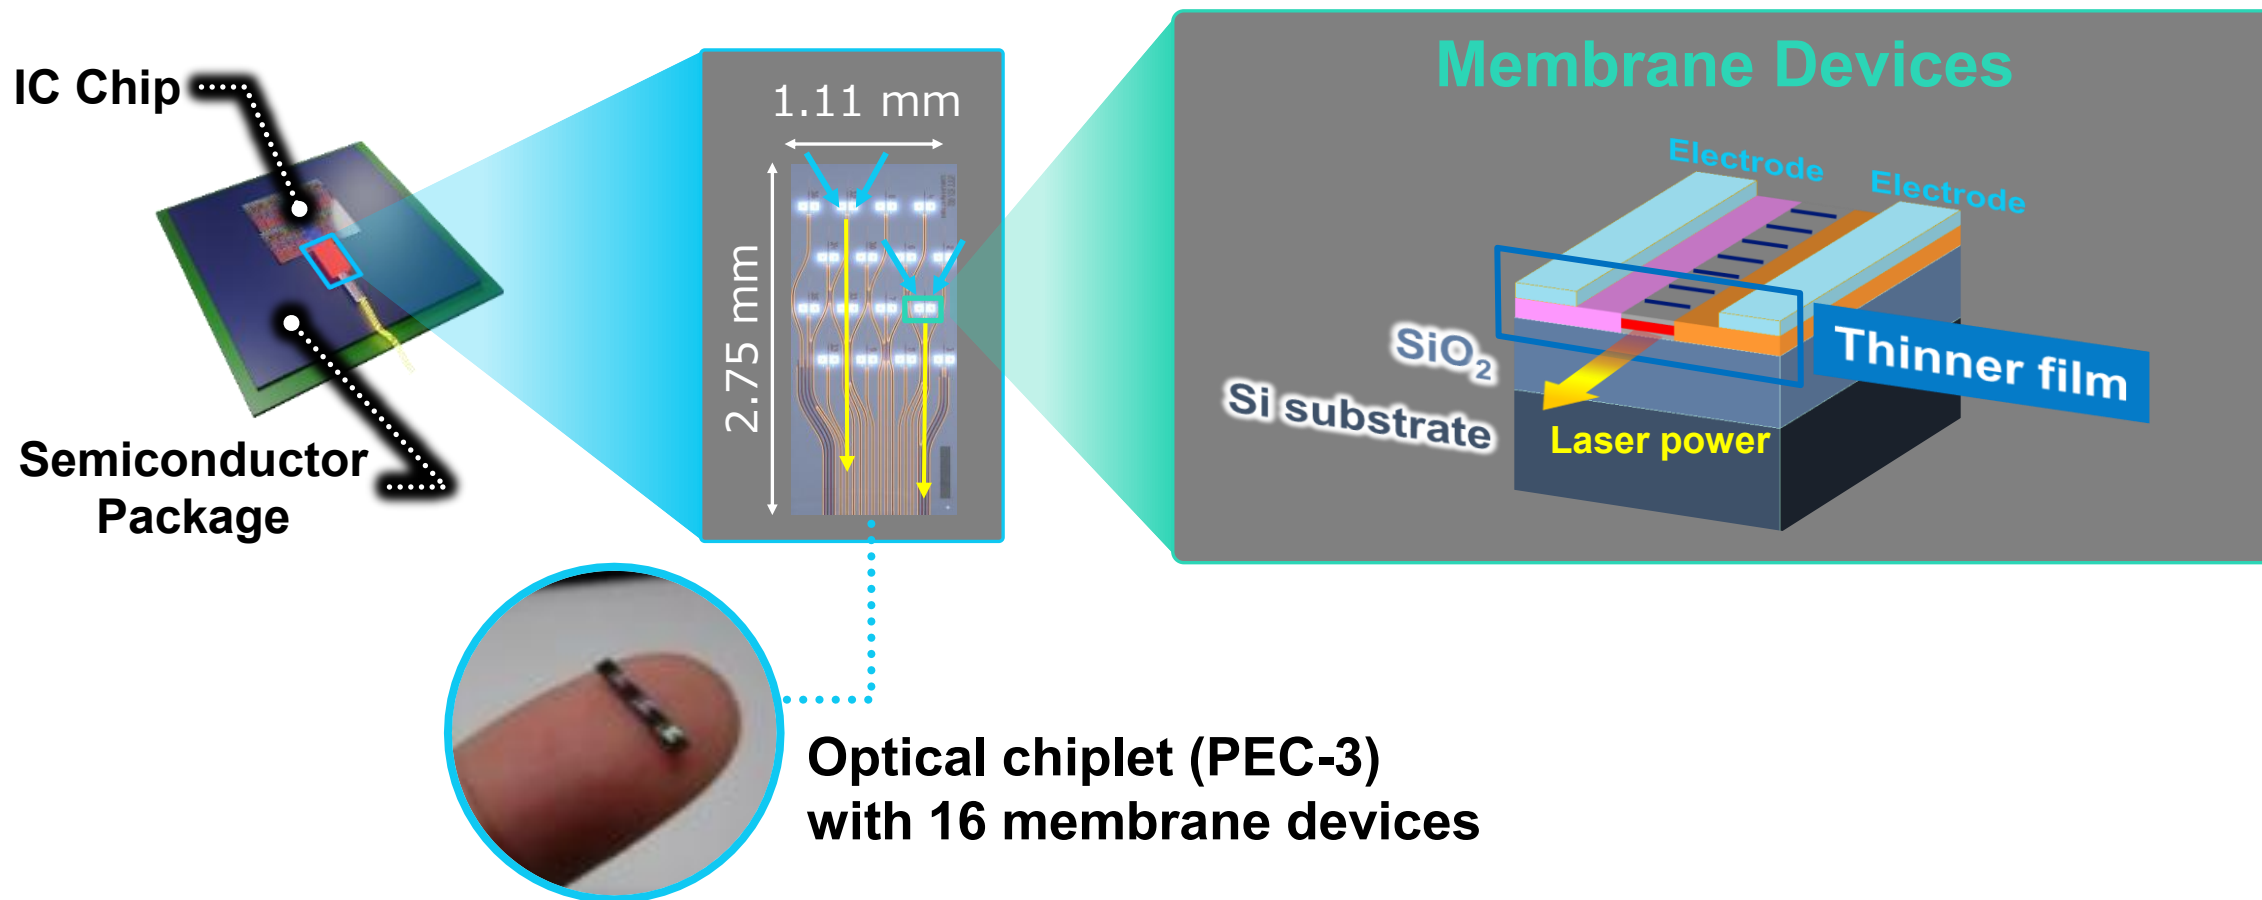 IC Chip
Semiconductor
Package
1.11 mm
2.75 mm
Membrane Devices
Electrode
Electrode
SiO₂
Si substrate
Thinner film
Laser power
Optical chiplet (PEC-3)
with 16 membrane devices